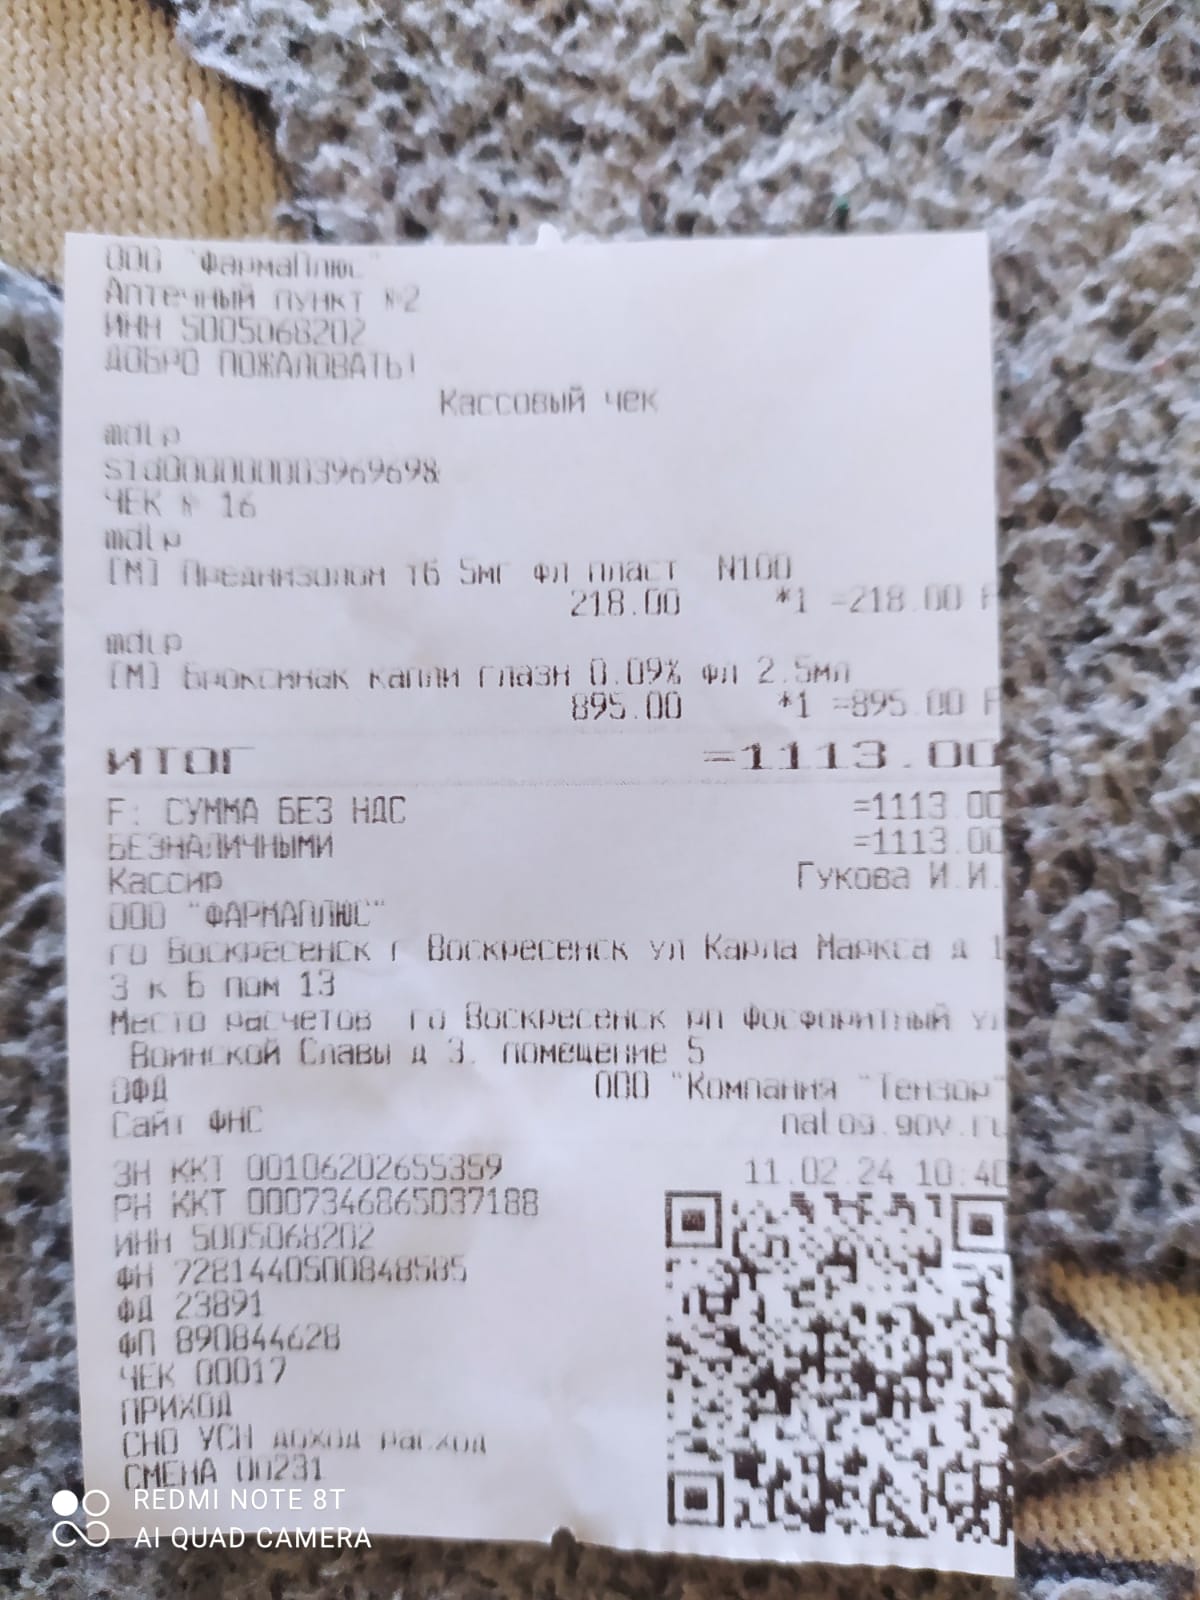 ООО "ФармаПлюс"
Аптечный пункт №2
ИНН 5005068202
ДОБРО ПОЖАЛОВАТЬ!
Кассовый чек
mdlp
sid00000003969698
ЧЕК № 16
mdlp
[М] Преднизолон тб 5мг фл пласт N100
218.00 *1 =218.00
mdlp
[М] Броксинак капли глазн 0.09% фл 2.5мл
895.00 *1 =895.00
ИТОГ =1113.00
F: СУММА БЕЗ НДС =1113.00
БЕЗНАЛИЧНЫМИ =1113.00
Кассир Гукова И.И.
ООО "ФАРМАПЛЮС"
го Воскресенск г Воскресенск ул Карла Маркса д 1
3 к Б пом 13
Место расчетов го Воскресенск рп Фосфоритный ул
Воинской Славы д 3. помещение 5
ОФД ООО "Компания "Тензор"
Сайт ФНС nalog.gov.ru
ЗН ККТ 00106202655359 11.02.24 10:40
РН ККТ 0007346865037188
ИНН 5005068202
ФН 7281440500848585
ФД 23891
ФП 890844628
ЧЕК 00017
ПРИХОД
СНО УСН доход расход
СМЕНА 00231
REDMI NOTE 8T
AI QUAD CAMERA